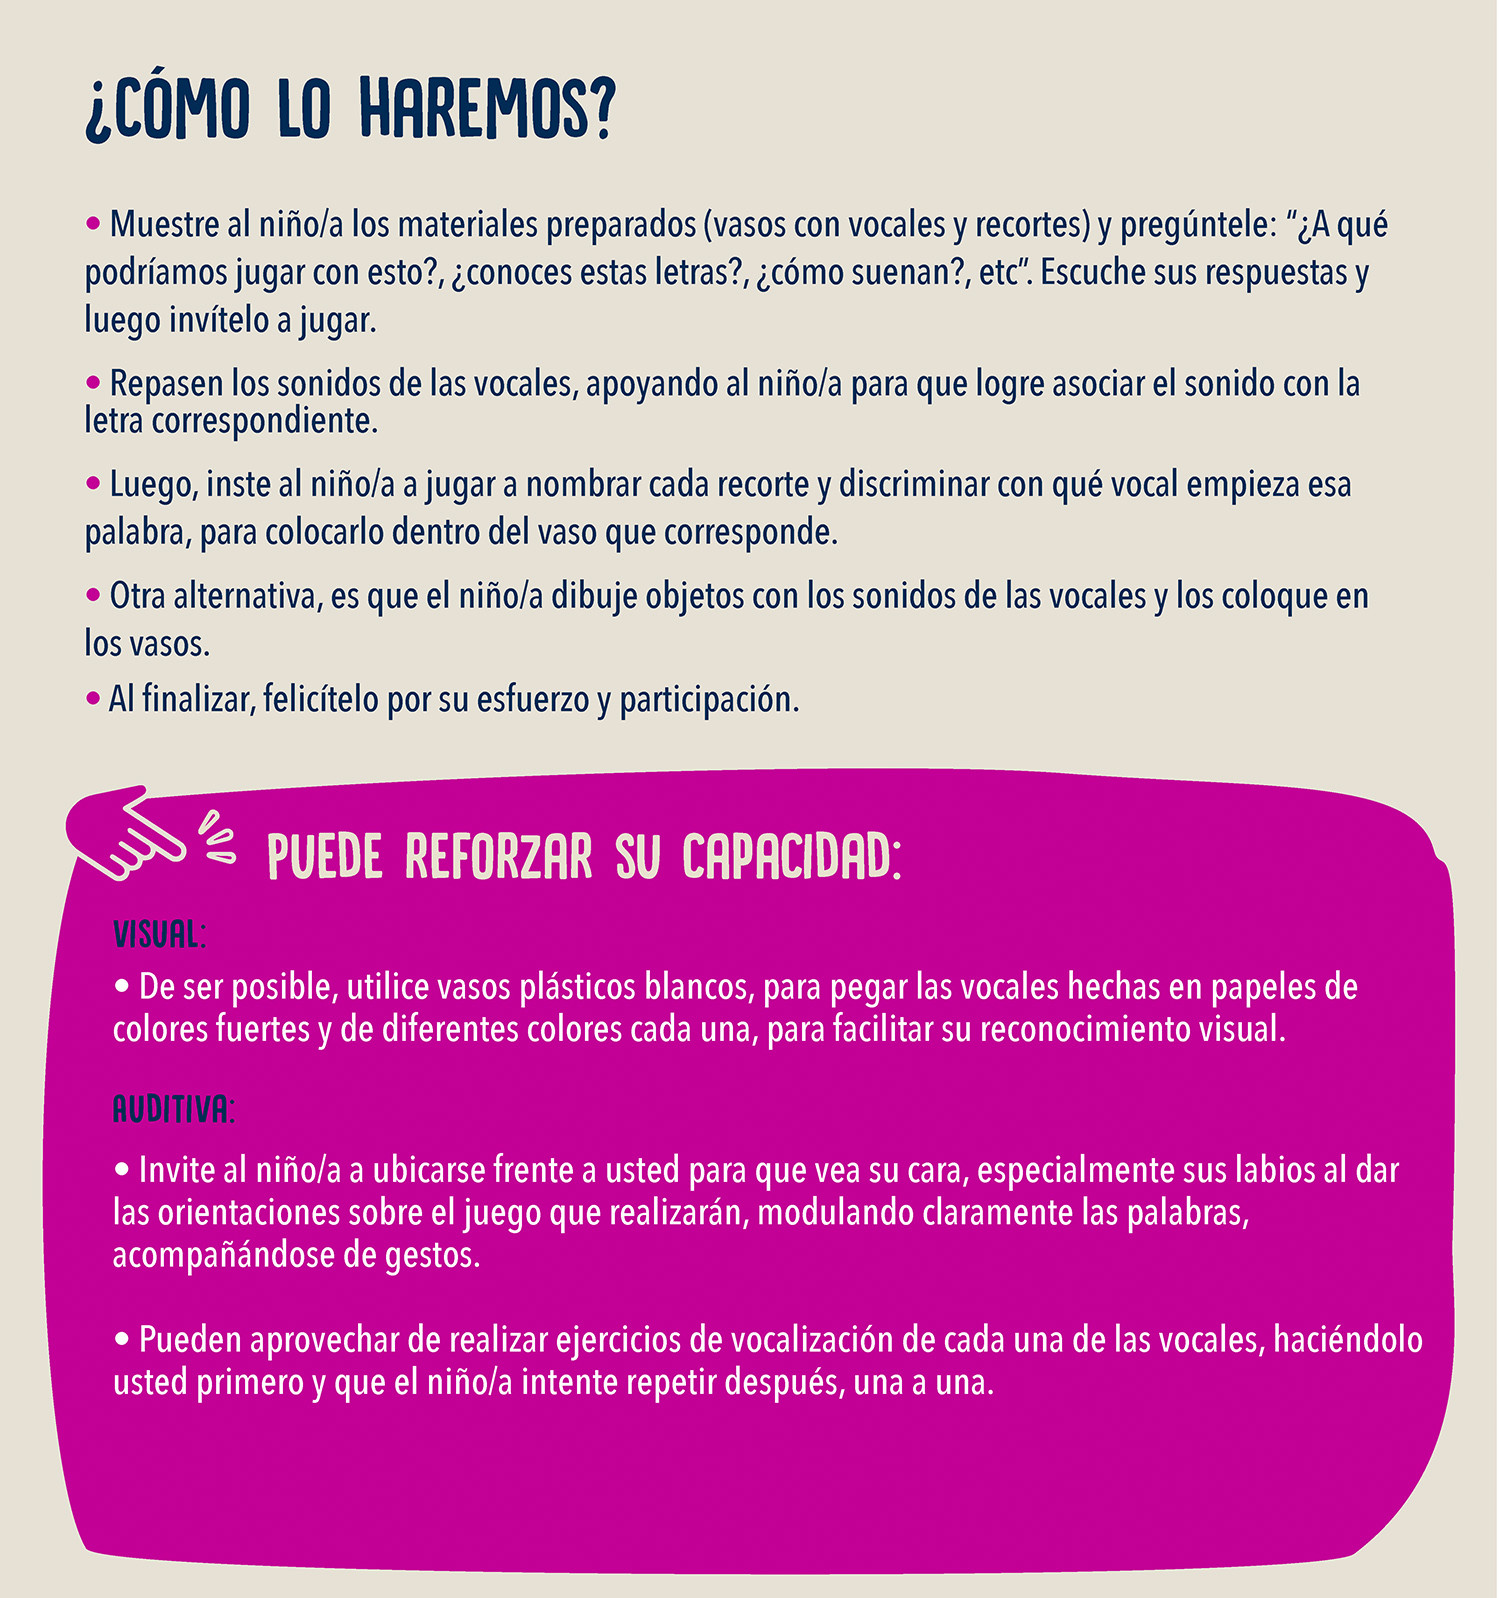 ¿CÓMO LO HAREMOS?
• Muestre al niño/a los materiales preparados (vasos con vocales y recortes) y pregúntele: “¿A qué
podríamos jugar con esto?, ¿conoces estas letras?, ¿cómo suenan?, etc”. Escuche sus respuestas y
luego invítelo a jugar.
• Repasen los sonidos de las vocales, apoyando al niño/a para que logre asociar el sonido con la
letra correspondiente.
• Luego, inste al niño/a a jugar a nombrar cada recorte y discriminar con qué vocal empieza esa
palabra, para colocarlo dentro del vaso que corresponde.
• Otra alternativa, es que el niño/a dibuje objetos con los sonidos de las vocales y los coloque en
los vasos.
• Al finalizar, felicítelo por su esfuerzo y participación.
PUEDE REFORZAR SU CAPACIDAD:
VISUAL:
• De ser posible, utilice vasos plásticos blancos, para pegar las vocales hechas en papeles de
colores fuertes y de diferentes colores cada una, para facilitar su reconocimiento visual.
AUDITIVA:
• Invite al niño/a a ubicarse frente a usted para que vea su cara, especialmente sus labios al dar
las orientaciones sobre el juego que realizarán, modulando claramente las palabras,
acompañándose de gestos.
• Pueden aprovechar de realizar ejercicios de vocalización de cada una de las vocales, haciéndolo
usted primero y que el niño/a intente repetir después, una a una.